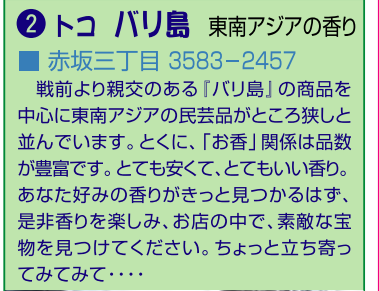 ❷トコ バリ島 東南アジアの香り
■ 赤坂三丁目 3583−2457
戦前より親交のある『バリ島』の商品を
中心に東南アジアの民芸品がところ狭しと
並んでいます。とくに、「お香」関係は品数
が豊富です。とても安くて、とてもいい香り。
あなた好みの香りがきっと見つかるはず、
是非香りを楽しみ、お店の中で、素敵な宝
物を見つけてください。ちょっと立ち寄っ
てみてみて・・・・